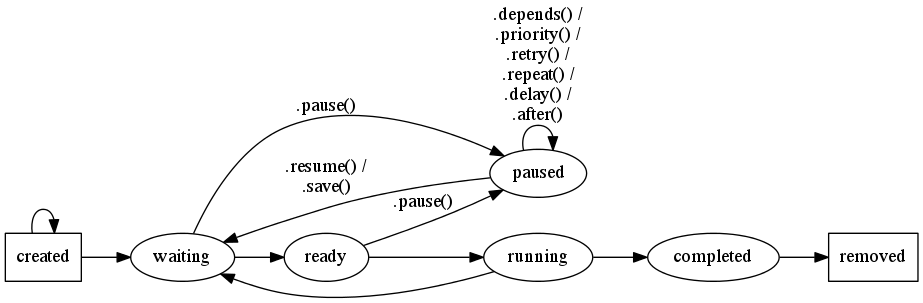 .depends() /
.priority() /
.retry() /
.repeat() /
.delay() /
.after()
.pause()
.resume() /
.save()
paused
.pause()
created
waiting
ready
running
completed
removed